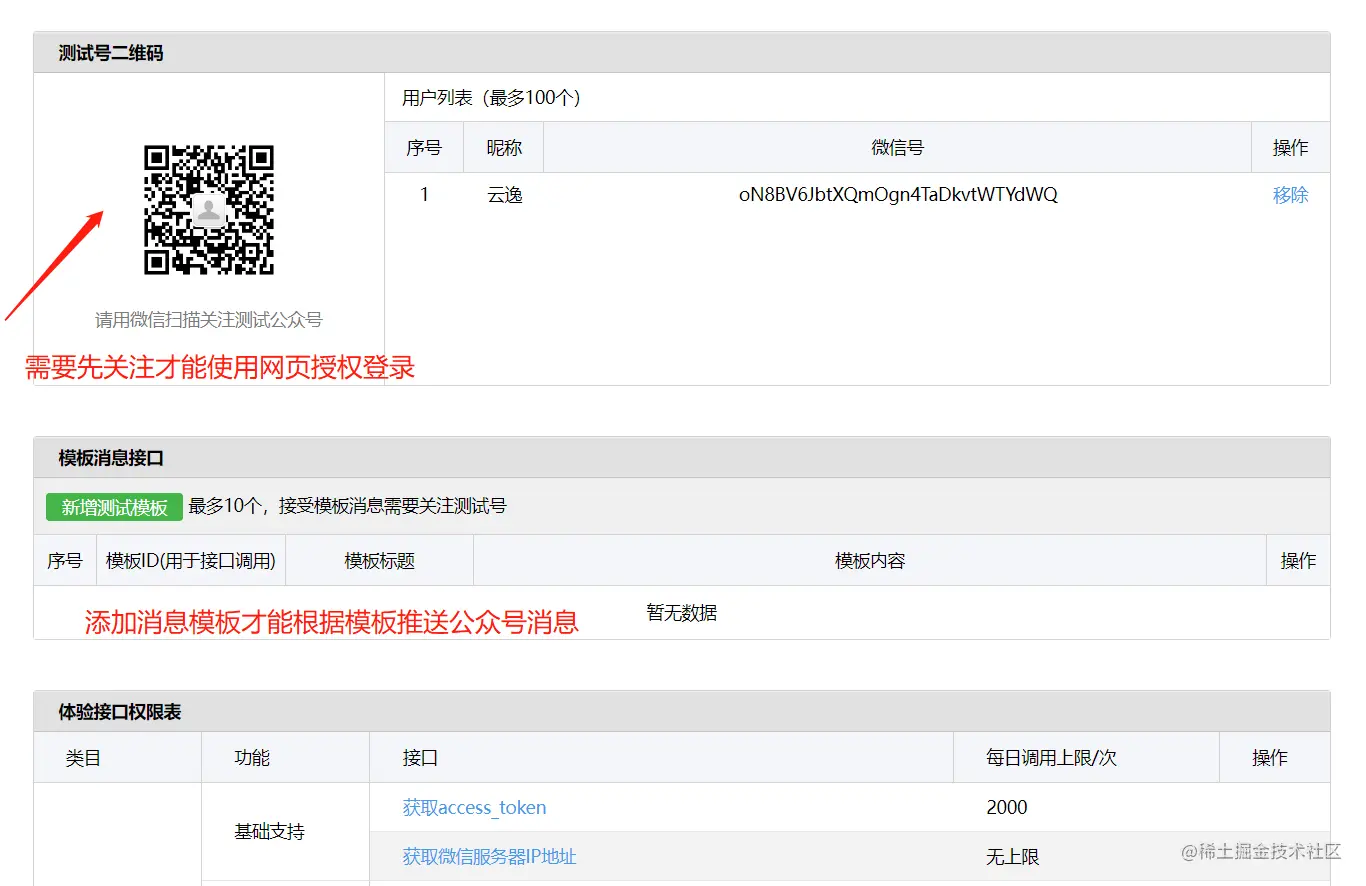 测试号二维码
用户列表（最多100个）
序号 昵称 微信号 操作
1 云逸 oN8BV6JbtXQmOgn4TaDkvtWTYdWQ 移除
请用微信扫描关注测试公众号
需要先关注才能使用网页授权登录
模板消息接口
新增测试模板 最多10个，接受模板消息需要关注测试号
序号 模板ID(用于接口调用) 模板标题 模板内容 操作
暂无数据
添加消息模板才能根据模板推送公众号消息
体验接口权限表
类目 功能 接口 每日调用上限/次 操作
获取access_token 2000
基础支持
获取微信服务器IP地址 无上限
@稀土掘金技术社区